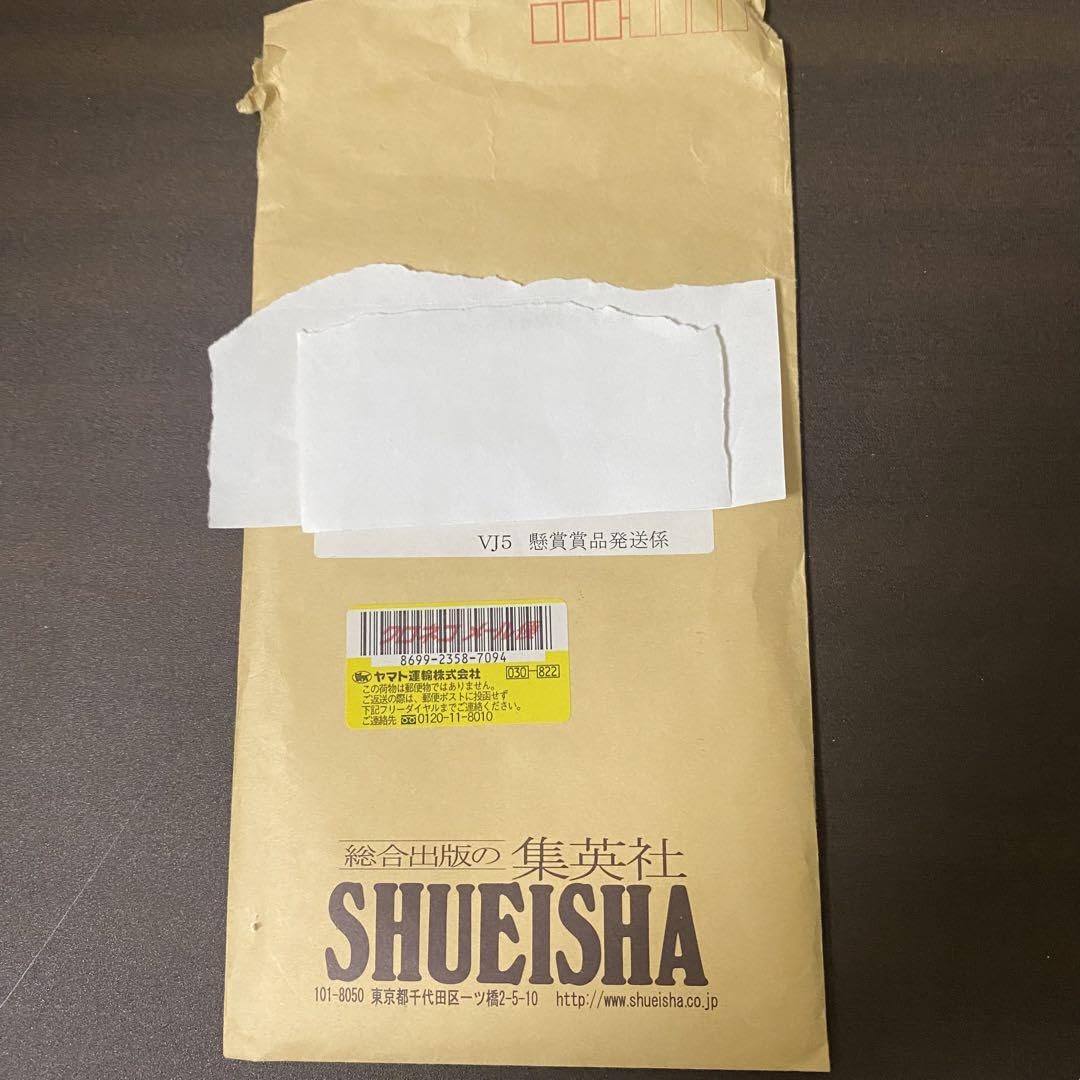 VJ5 懸賞賞品発送係
クロネコメール便
8699-2358-7094
ヤマト運輸株式会社 030-822
この荷物は郵便物ではありません。
ご返送の際は、郵便ポストに投函せず
下記フリーダイヤルまでご連絡ください。
ご連絡先 0120-11-8010
総合出版の 集英社
SHUEISHA
101-8050 東京都千代田区一ツ橋2-5-10 http://www.shueisha.co.jp